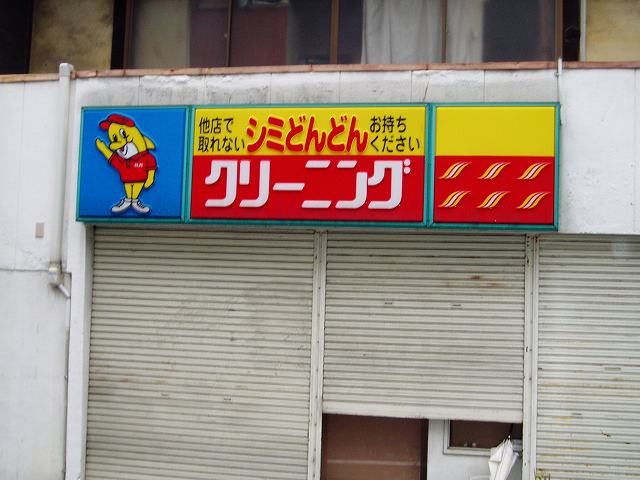 他店で
取れない シミどんどん お持ち
ください
クリーニング